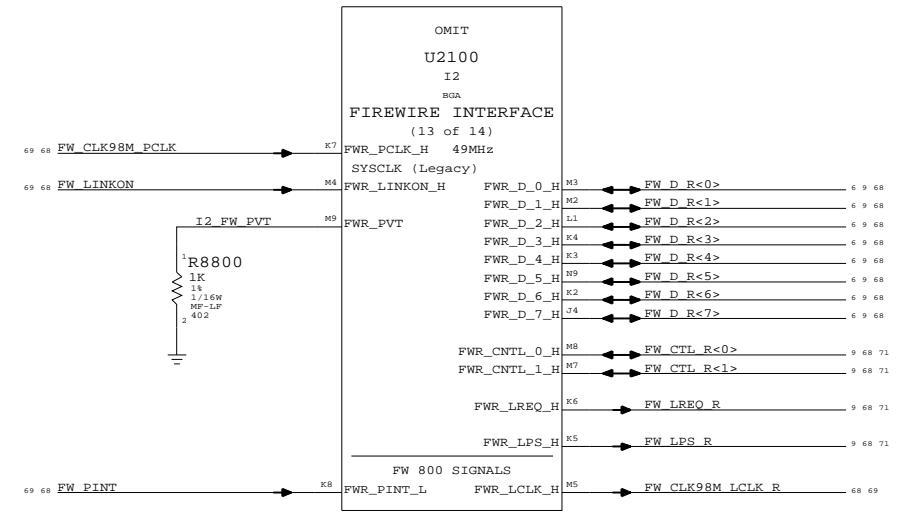 OMIT
U2100
I2
BGA
FIREWIRE INTERFACE
(13 of 14)
69 68 FW_CLK98M_PCLK K7 FWR_PCLK_H 49MHz
SYSCLK (Legacy)
69 68 FW_LINKON M4 FWR_LINKON_H FWR_D_0_H M3 FW_D_R<0> 6 9 68
FWR_D_1_H M2 FW_D_R<1> 6 9 68
I2_FW_PVT M9 FWR_PVT FWR_D_2_H L1 FW_D_R<2> 6 9 68
FWR_D_3_H K4 FW_D_R<3> 6 9 68
1 R8800 FWR_D_4_H K3 FW_D_R<4> 6 9 68
1K FWR_D_5_H N9 FW_D_R<5> 6 9 68
1%
1/16W FWR_D_6_H K2 FW_D_R<6> 6 9 68
MF-LF
402 FWR_D_7_H J4 FW_D_R<7> 6 9 68
2
FWR_CNTL_0_H M8 FW_CTL_R<0> 9 68 71
FWR_CNTL_1_H M7 FW_CTL_R<1> 9 68 71
FWR_LREQ_H K6 FW_LREQ_R 9 68 71
FWR_LPS_H K5 FW_LPS_R 9 68 71
FW 800 SIGNALS
69 68 FW_PINT K8 FWR_PINT_L FWR_LCLK_H M5 FW_CLK98M_LCLK_R 68 69